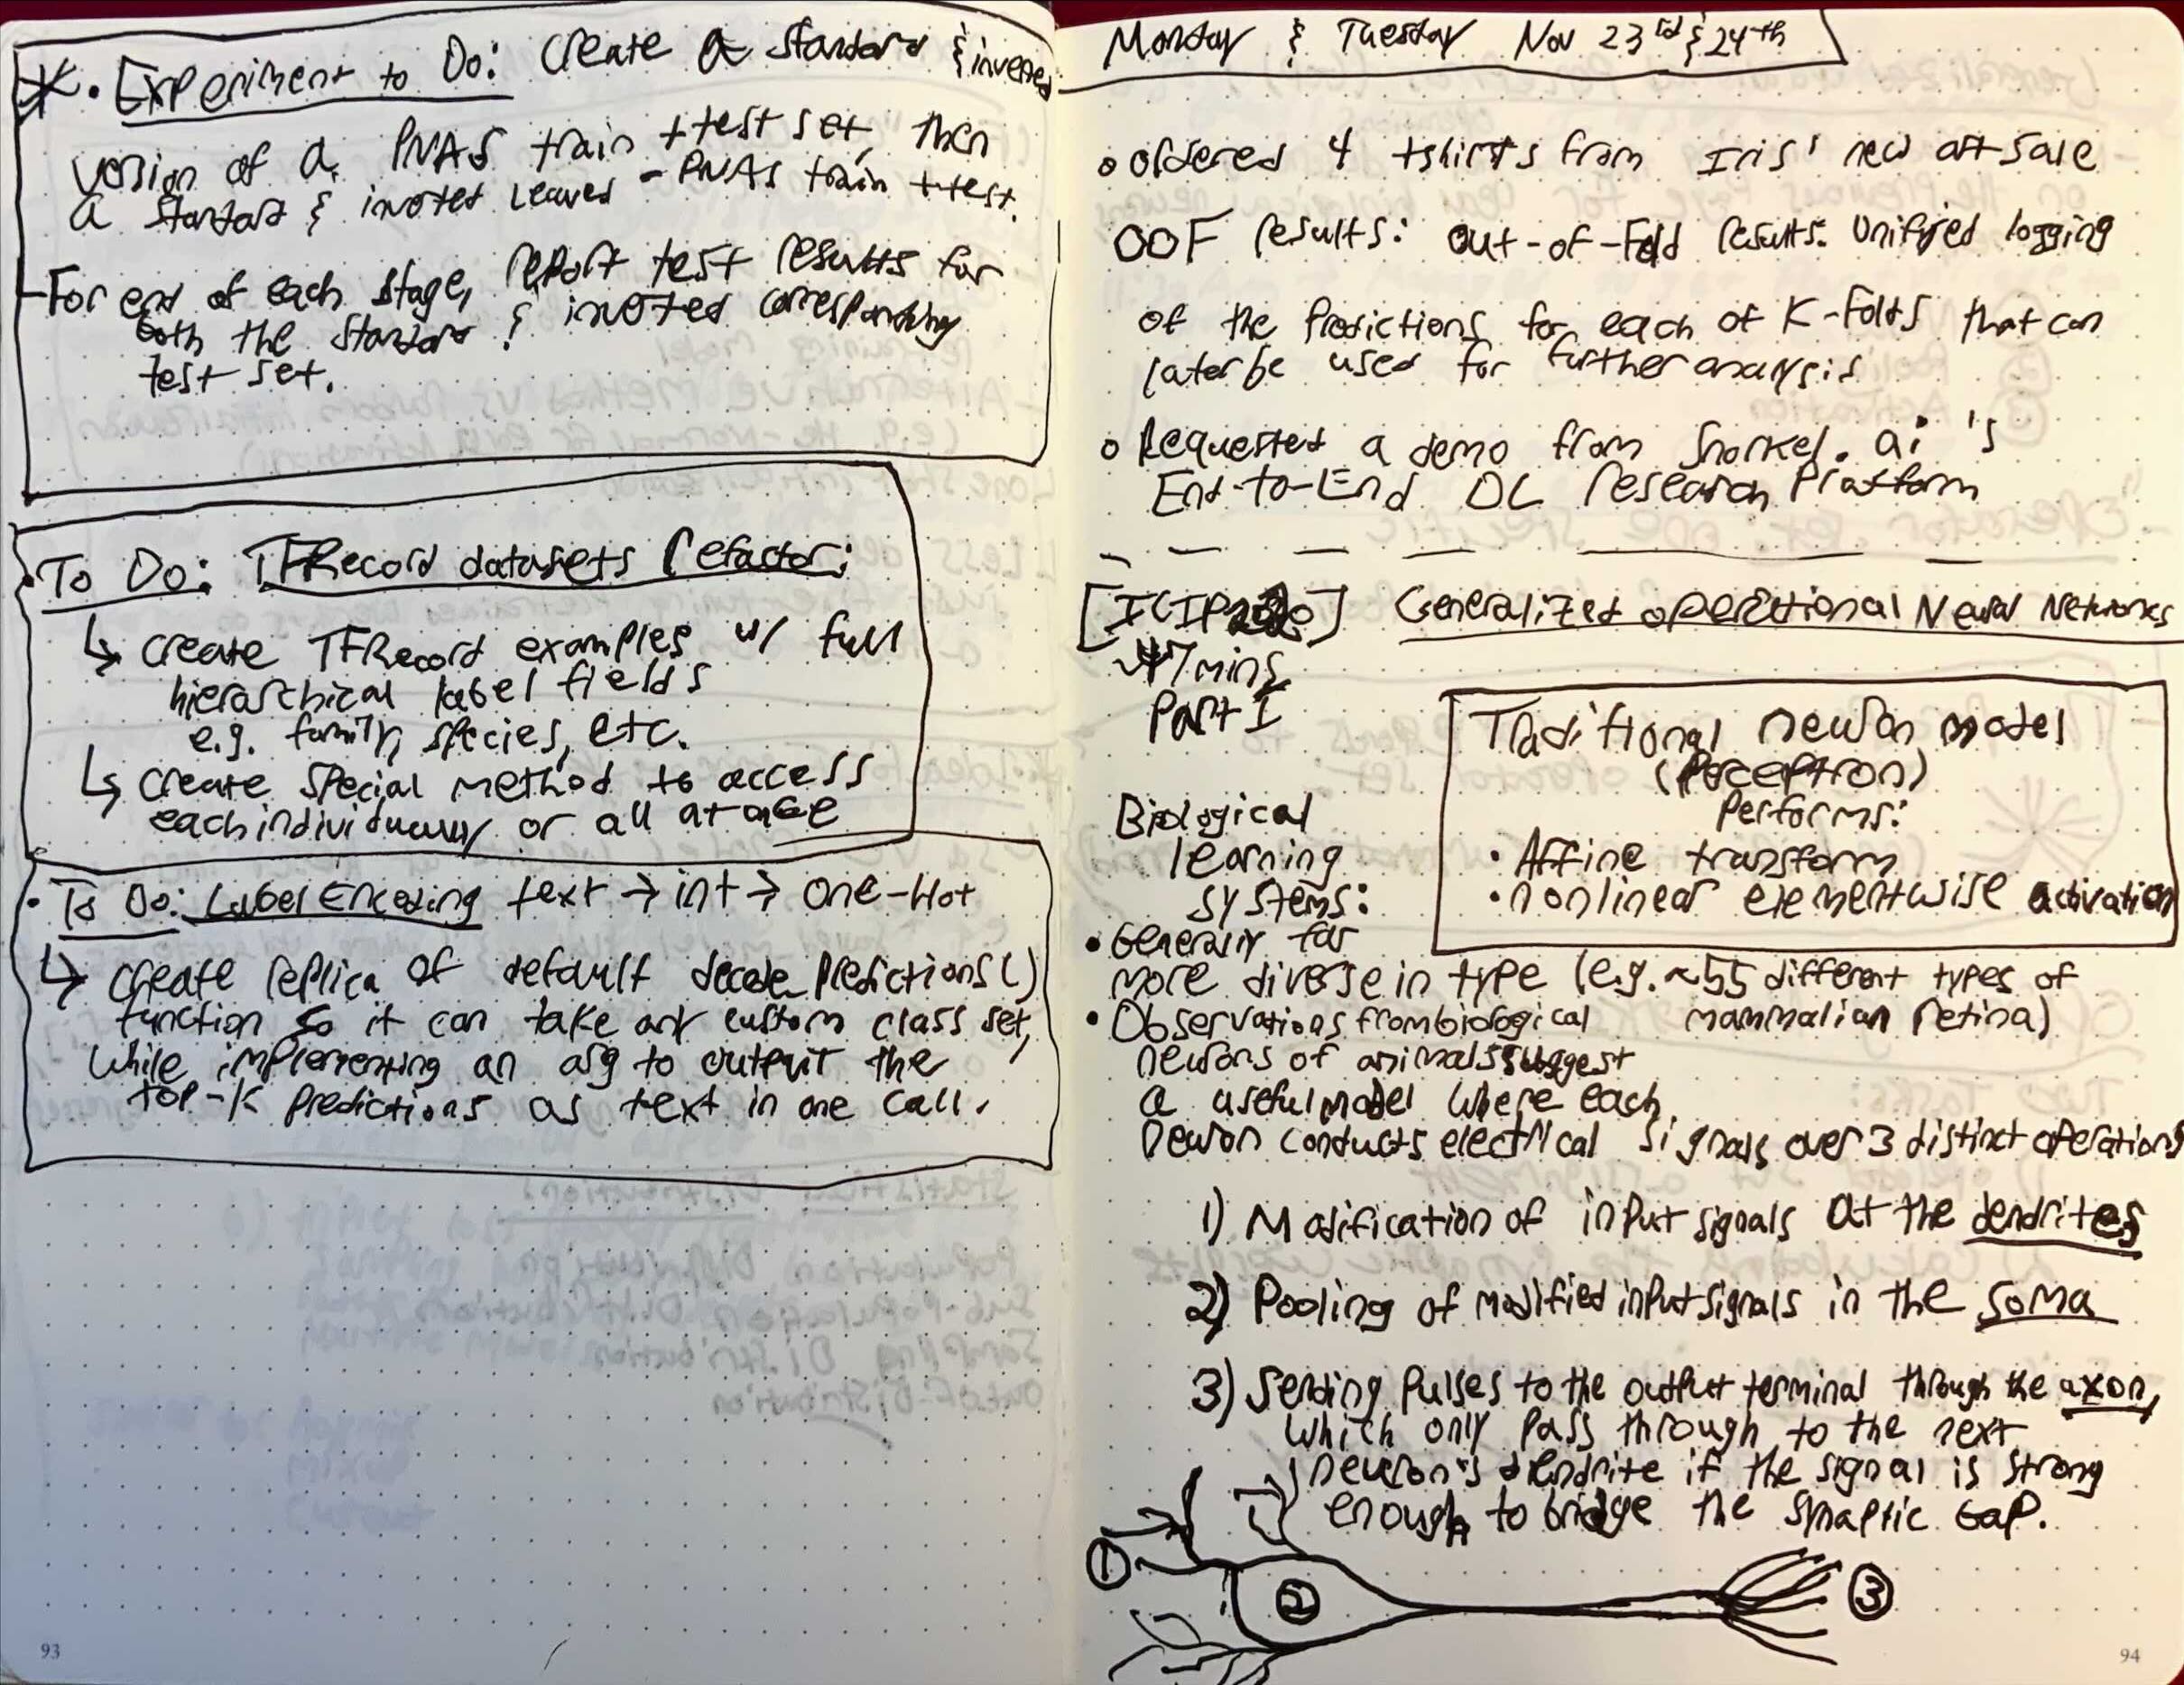 * • Experiment to Do: Create a standard & inverted
version of a PNAS train + test set, then
a standard & inverted Leaves - PNAS train + test.
- For end of each stage, report test results for
both the standard & inverted corresponding
test set.
• To Do: TFRecord datasets refactor:
↳ create TFRecord examples w/ full
hierarchical label fields
e.g. family, species, etc.
↳ create special method to access
each individually or all at once
• To Do: Label Encoding text → int → One-Hot
↳ create replica of default decode_predictions()
function so it can take any custom class set,
while implementing an arg to output the
top-K predictions as text in one call.
93
Monday & Tuesday Nov 23rd & 24th
o ordered 4 tshirts from Iris' new art sale
OOF results: out-of-Fold results. Unified logging
of the predictions for each of K-Folds that can
later be used for further analysis
o Requested a demo from Snorkel.ai's
End-to-End DL research Platform
[ICIP2020] Generalized operational Neural Networks
~47mins
Part I
Traditional neuron model
(Perceptron)
Performs:
• Affine transform
• nonlinear elementwise activation
Biological
learning
systems:
• Generally far
more diverse in type (e.g. ~55 different types of
mammalian retina)
• Observations from biological
neurons of animals suggest
a useful model where each
neuron conducts electrical signals over 3 distinct operations
1) Modification of input signals at the dendrites
2) Pooling of modified input signals in the soma
3) Sending pulses to the output terminal through the axon,
which only pass through to the next
neuron's dendrite if the signal is strong
enough to bridge the synaptic gap.
1
2
3
94